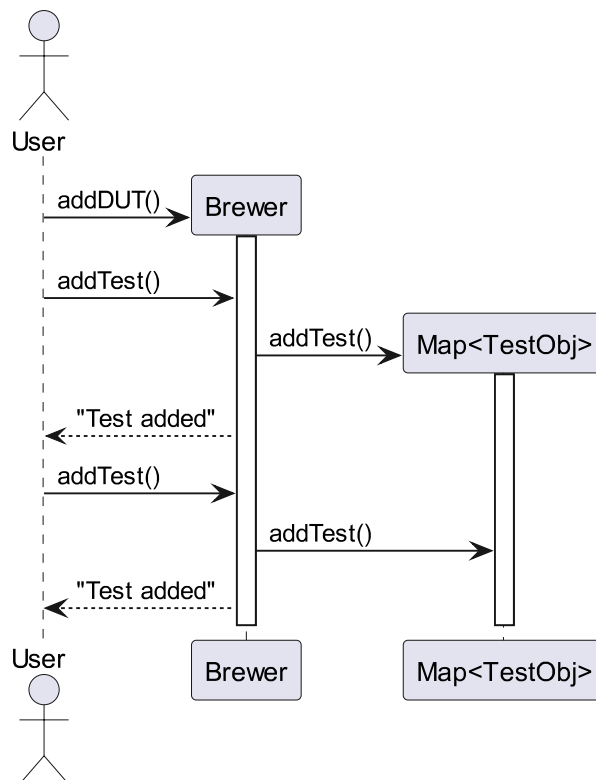 User
addDUT()
Brewer
addTest()
addTest()
Map<TestObj>
"Test added"
addTest()
addTest()
"Test added"
User
Brewer
Map<TestObj>